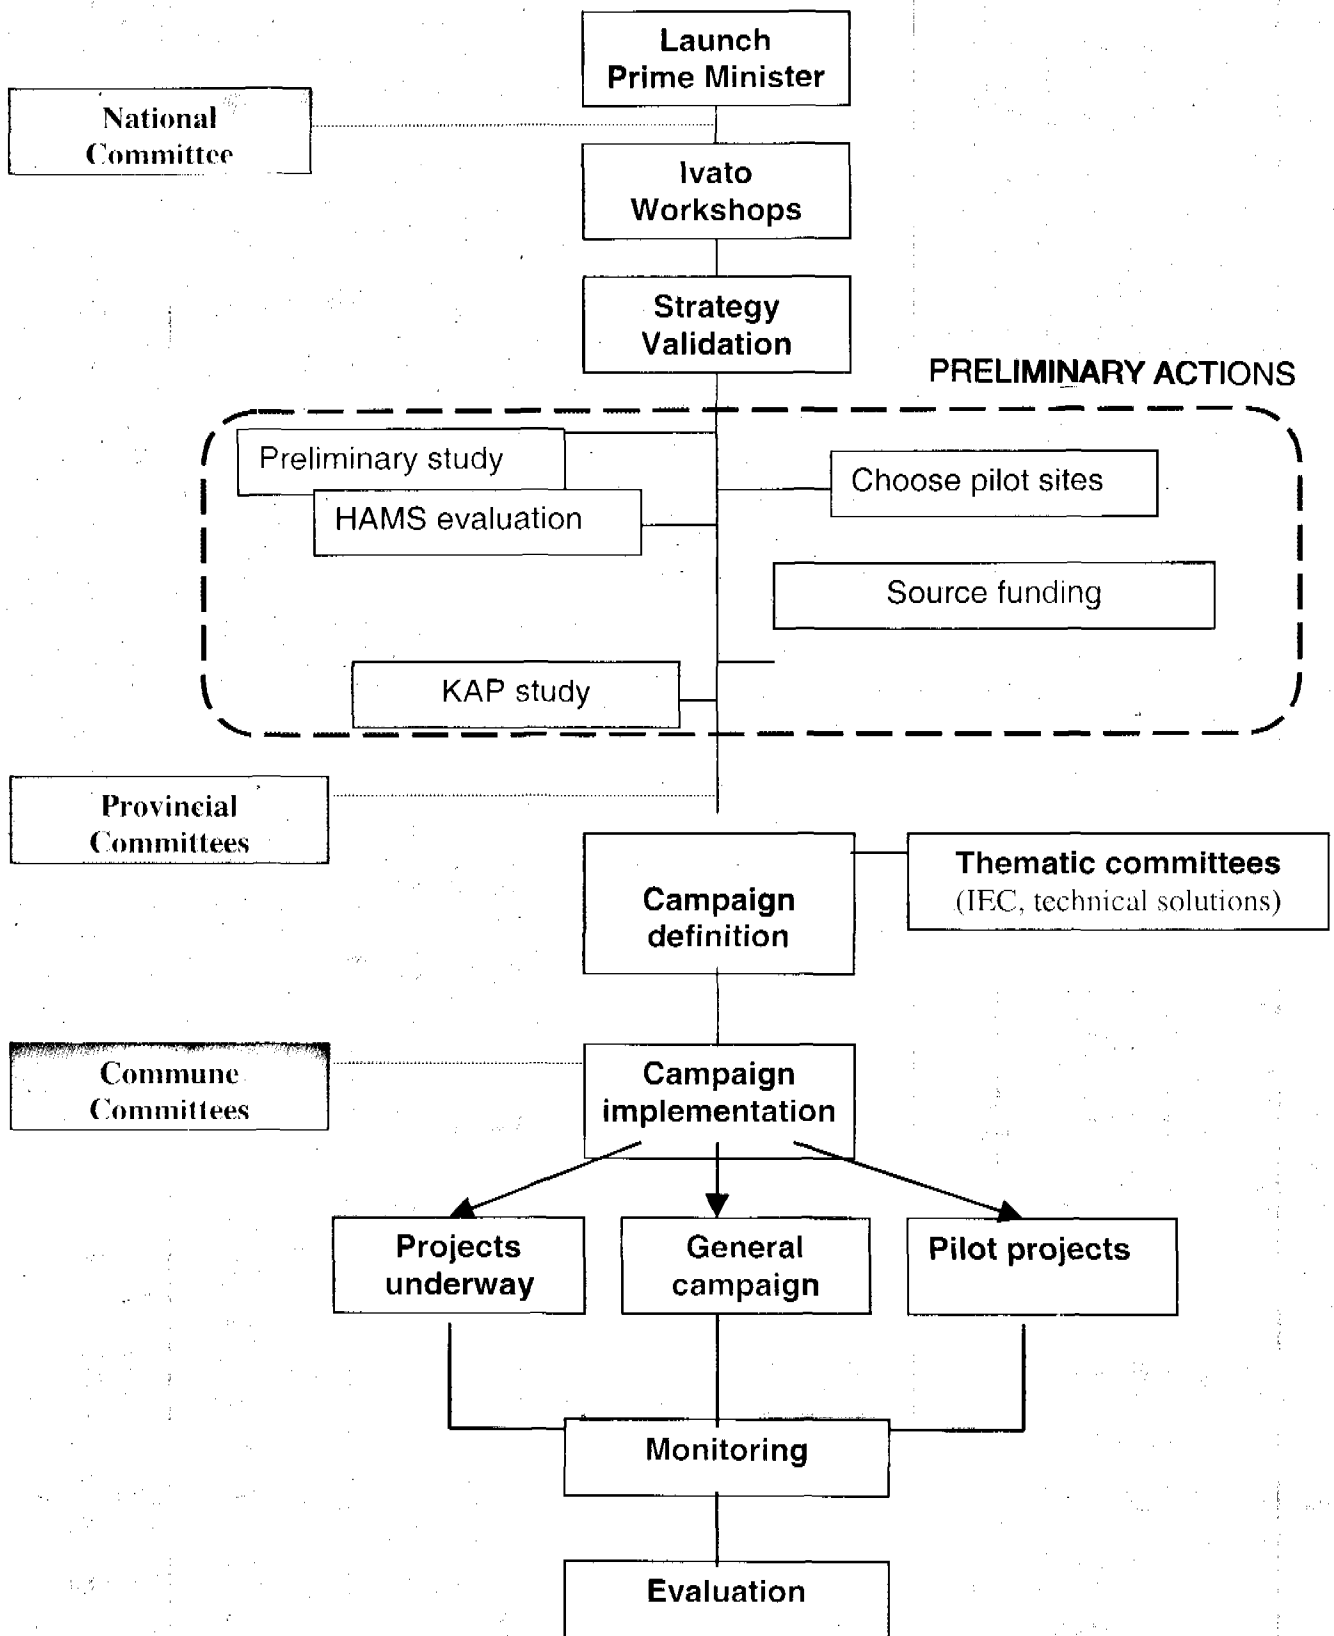 Launch
Prime Minister
National
Committee
Ivato
Workshops
Strategy
Validation
PRELIMINARY ACTIONS
Preliminary study
Choose pilot sites
HAMS evaluation
Source funding
KAP study
Provincial
Committees
Campaign
definition
Thematic committees
(IEC, technical solutions)
Commune
Committees
Campaign
implementation
Projects
underway
General
campaign
Pilot projects
Monitoring
Evaluation